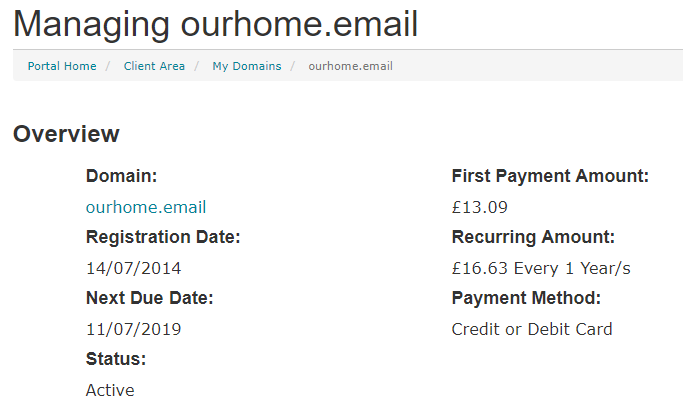 Managing ourhome.email
Portal Home / Client Area / My Domains / ourhome.email
Overview
Domain:
ourhome.email
Registration Date:
14/07/2014
Next Due Date:
11/07/2019
Status:
Active
First Payment Amount:
£13.09
Recurring Amount:
£16.63 Every 1 Year/s
Payment Method:
Credit or Debit Card